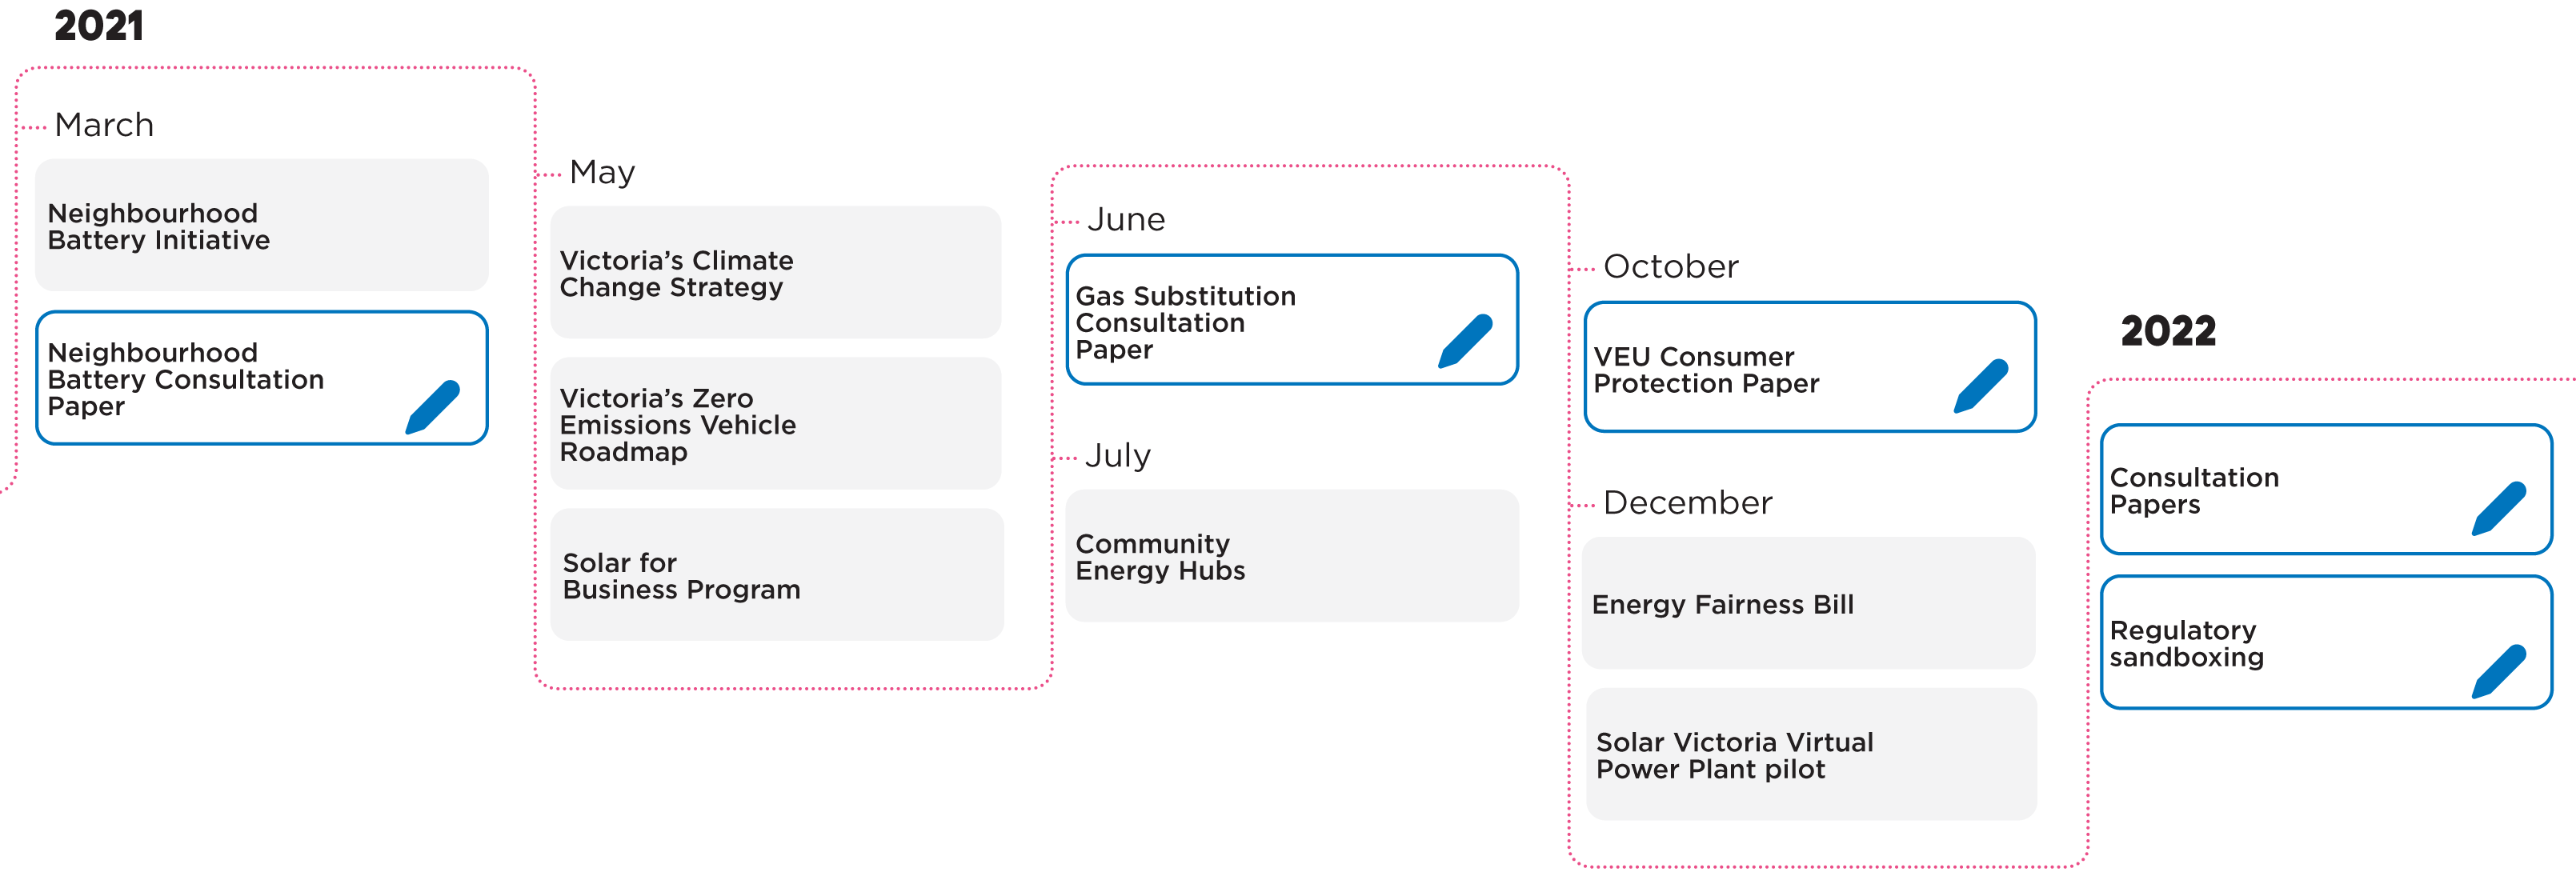 2021
March
Neighbourhood
Battery Initiative
Neighbourhood
Battery Consultation
Paper
May
Victoria’s Climate
Change Strategy
Victoria’s Zero
Emissions Vehicle
Roadmap
Solar for
Business Program
June
Gas Substitution
Consultation
Paper
July
Community
Energy Hubs
October
VEU Consumer
Protection Paper
December
Energy Fairness Bill
Solar Victoria Virtual
Power Plant pilot
2022
Consultation
Papers
Regulatory
sandboxing